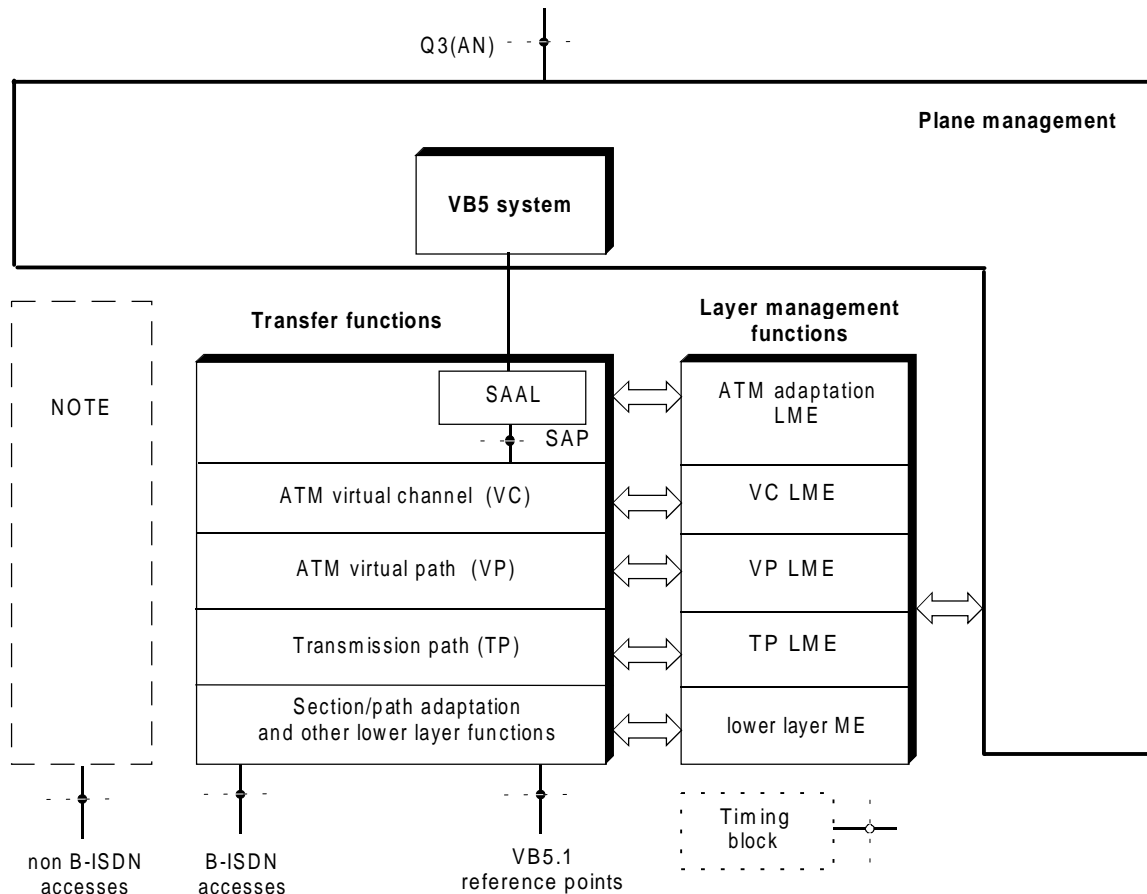 Q3(AN)
Plane management
VB5 system
Transfer functions
Layer management
functions
NOTE
SAAL
SAP
ATM adaptation
LME
ATM virtual channel (VC)
VC LME
ATM virtual path (VP)
VP LME
Transmission path (TP)
TP LME
Section/path adaptation
and other lower layer functions
lower layer ME
Timing
block
non B-ISDN
accesses
B-ISDN
accesses
VB5.1
reference points